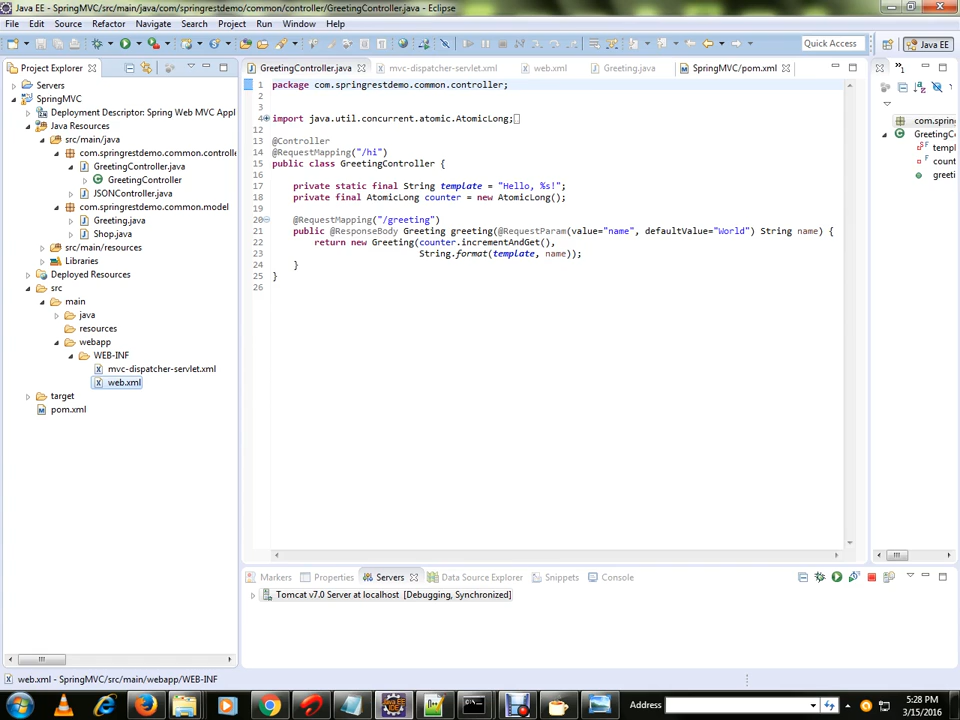 Java EE - SpringMVC/src/main/java/com/springrestdemo/common/controller/GreetingController.java - Eclipse
File Edit Source Refactor Navigate Search Project Run Window Help
Quick Access
Java EE
Project Explorer
GreetingController.java
mvc-dispatcher-servlet.xml
web.xml
Greeting.java
SpringMVC/pom.xml
Servers
SpringMVC
Deployment Descriptor: Spring Web MVC Appl
Java Resources
src/main/java
com.springrestdemo.common.controlle
GreetingController.java
GreetingController
JSONController.java
com.springrestdemo.common.model
Greeting.java
Shop.java
src/main/resources
Libraries
Deployed Resources
src
main
java
resources
webapp
WEB-INF
mvc-dispatcher-servlet.xml
web.xml
target
pom.xml
1 package com.springrestdemo.common.controller;
2
3
4 import java.util.concurrent.atomic.AtomicLong;
12
13 @Controller
14 @RequestMapping("/hi")
15 public class GreetingController {
16
17 private static final String template = "Hello, %s!";
18 private final AtomicLong counter = new AtomicLong();
19
20 @RequestMapping("/greeting")
21 public @ResponseBody Greeting greeting(@RequestParam(value="name", defaultValue="World") String name) {
22 return new Greeting(counter.incrementAndGet(),
23 String.format(template, name));
24 }
25 }
26
com.sprin
GreetingC
templ
count
greeti
Markers Properties Servers Data Source Explorer Snippets Console
Tomcat v7.0 Server at localhost [Debugging, Synchronized]
web.xml - SpringMVC/src/main/webapp/WEB-INF
Address
5:28 PM
3/15/2016